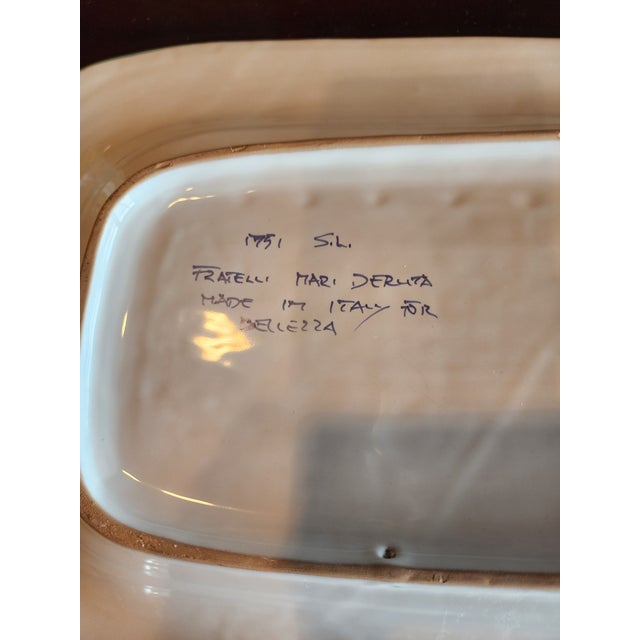 1751 S.L.
FRATELLI MARI DERUTA
MADE IN ITALY FOR
BELLEZZA